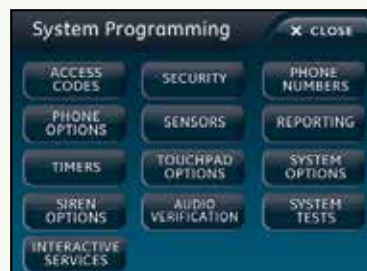 System Programming
X CLOSE
ACCESS
CODES
SECURITY
PHONE
NUMBERS
PHONE
OPTIONS
SENSORS
REPORTING
TIMERS
TOUCHPAD
OPTIONS
SYSTEM
OPTIONS
SIREN
OPTIONS
AUDIO
VERIFICATION
SYSTEM
TESTS
INTERACTIVE
SERVICES